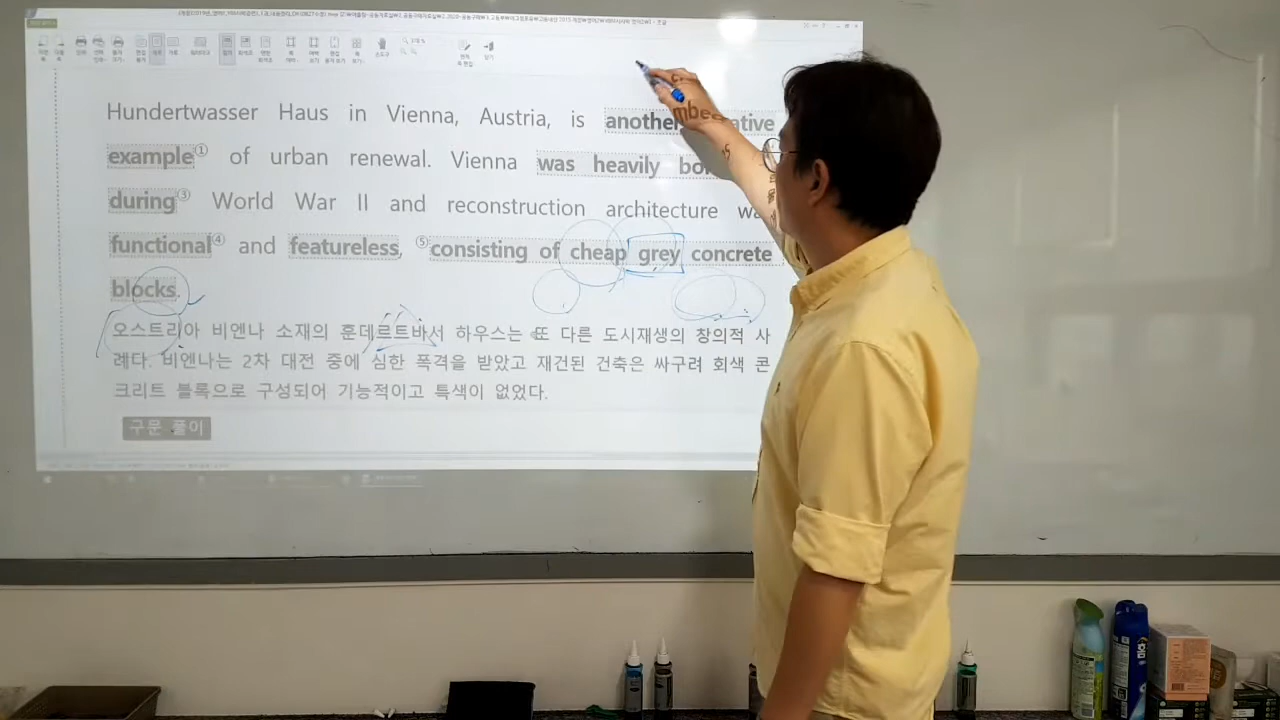 Hundertwasser Haus in Vienna, Austria, is another
example① of urban renewal. Vienna was heavily
during③ World War II and reconstruction architecture
functional④ and featureless, ⑤consisting of cheap grey concrete
blocks.
오스트리아 비엔나 소재의 훈데르트바서 하우스는 또 다른 도시재생의 창의적 사
례다. 비엔나는 2차 대전 중에 심한 폭격을 받았고 재건된 건축은 싸구려 회색 콘
크리트 블록으로 구성되어 기능적이고 특색이 없었다.
구문 풀이